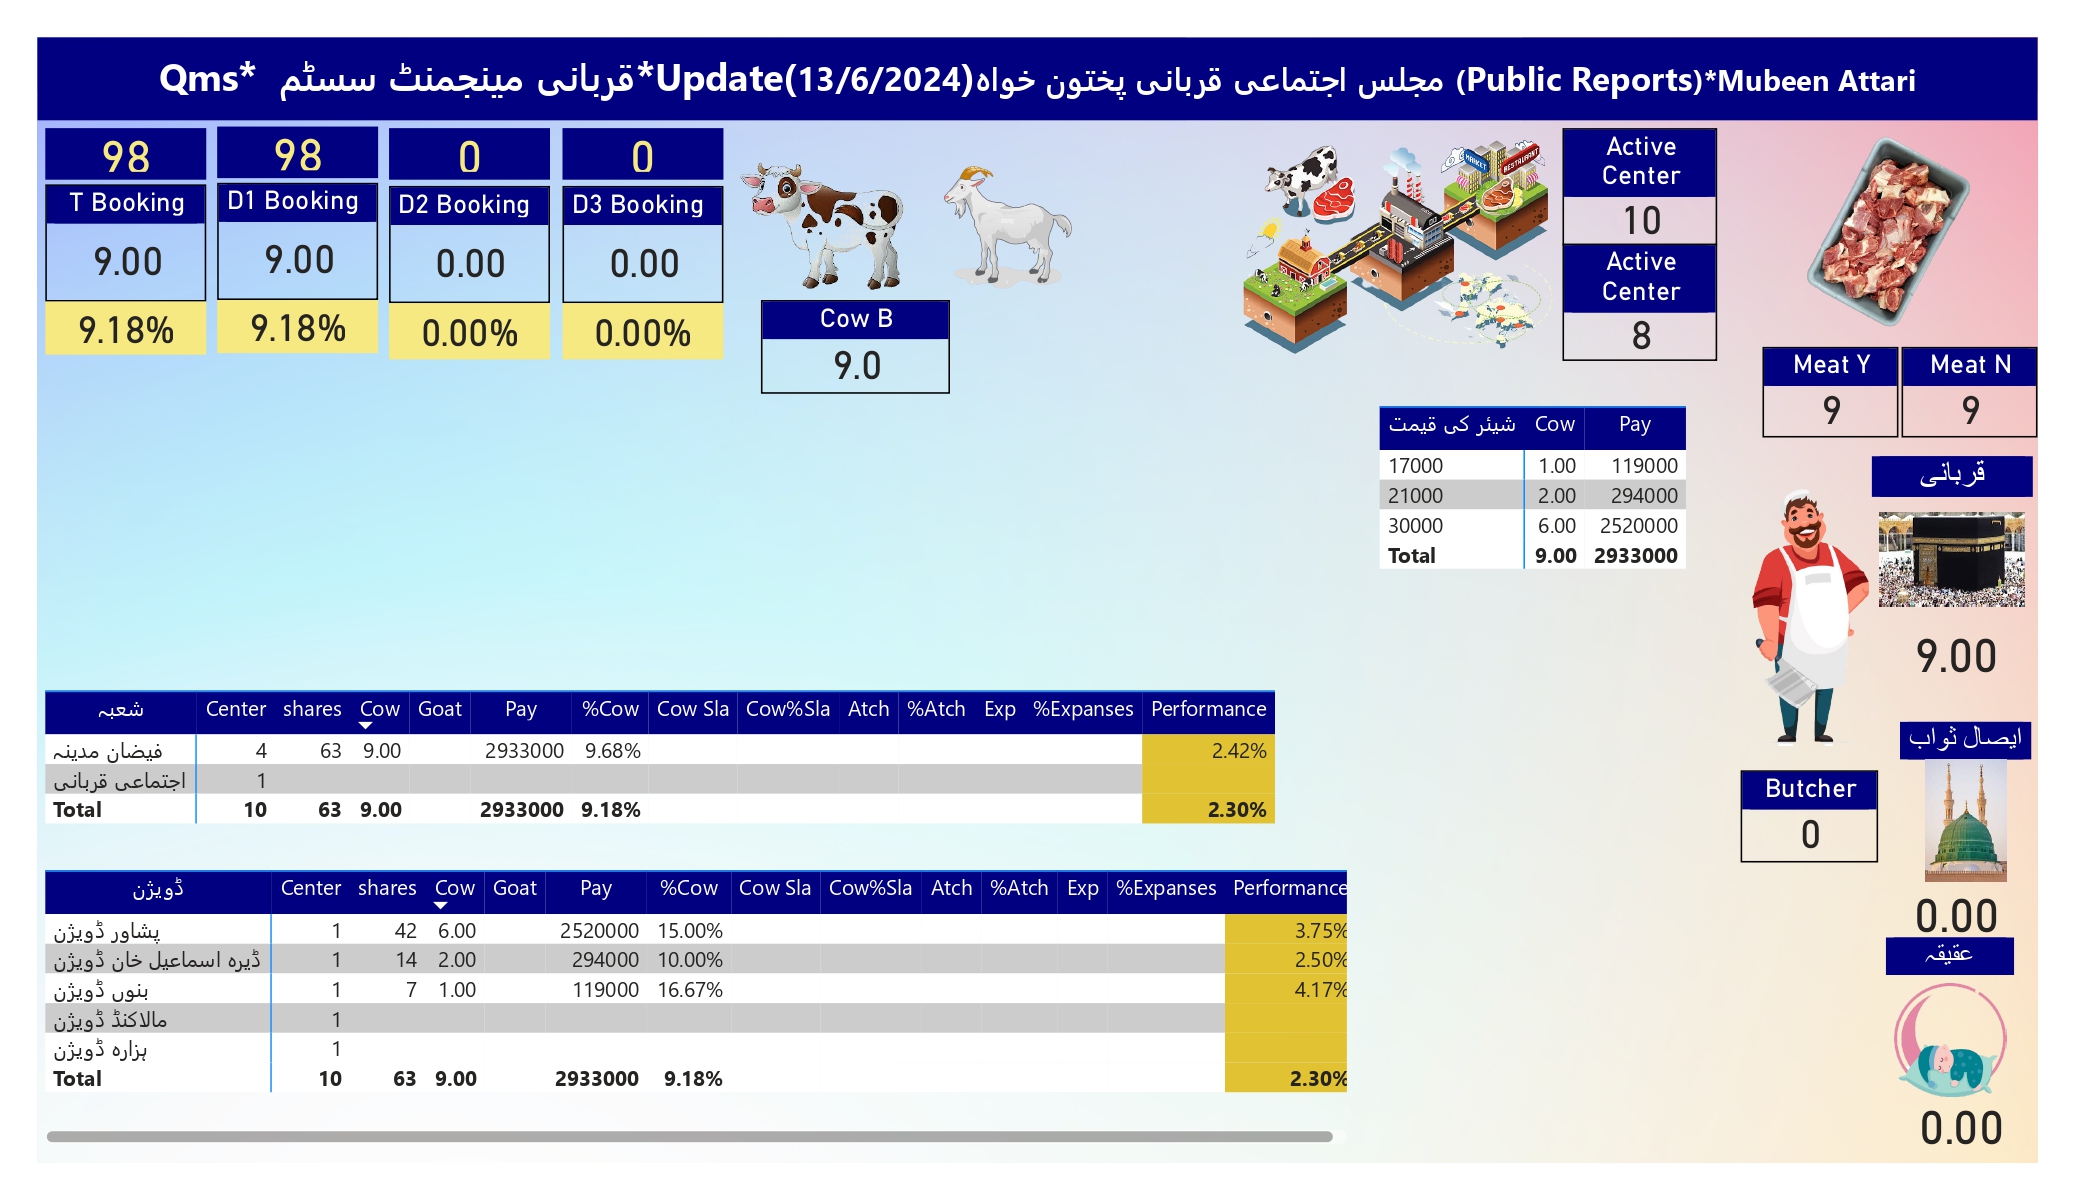 Qms* قربانی مینجمنٹ سسٹم*Update(13/6/2024)مجلس اجتماعی قربانی پختون خواہ (Public Reports)*Mubeen Attari
98
T Booking
9.00
9.18%
98
D1 Booking
9.00
9.18%
0
D2 Booking
0.00
0.00%
0
D3 Booking
0.00
0.00%
Cow B
9.0
MARKET
RESTAURANT
Active Center
10
Active Center
8
Meat Y
9
Meat N
9
شیئر کی قیمت Cow Pay
17000 1.00 119000
21000 2.00 294000
30000 6.00 2520000
Total 9.00 2933000
قربانی
9.00
ایصال ثواب
0.00
Butcher
0
عقیقہ
0.00
شعبہ Center shares Cow Goat Pay %Cow Cow Sla Cow%Sla Atch %Atch Exp %Expanses Performance
فیضان مدینہ 4 63 9.00 2933000 9.68% 2.42%
اجتماعی قربانی 1
Total 10 63 9.00 2933000 9.18% 2.30%
ڈویژن Center shares Cow Goat Pay %Cow Cow Sla Cow%Sla Atch %Atch Exp %Expanses Performance
پشاور ڈویژن 1 42 6.00 2520000 15.00% 3.75%
ڈیرہ اسماعیل خان ڈویژن 1 14 2.00 294000 10.00% 2.50%
بنوں ڈویژن 1 7 1.00 119000 16.67% 4.17%
مالاکنڈ ڈویژن 1
ہزارہ ڈویژن 1
Total 10 63 9.00 2933000 9.18% 2.30%